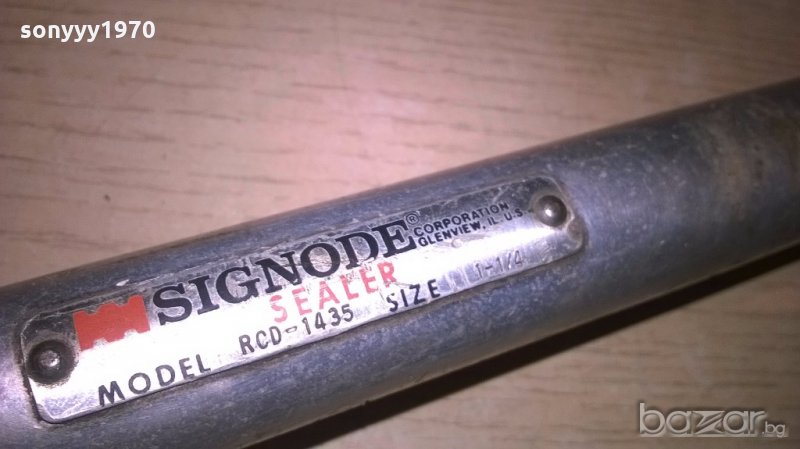 sonyyy1970
SIGNODE® CORPORATION
GLENVIEW, IL U.S.
SEALER
MODEL RCD-1435 SIZE 1-1/4
bazar.bg